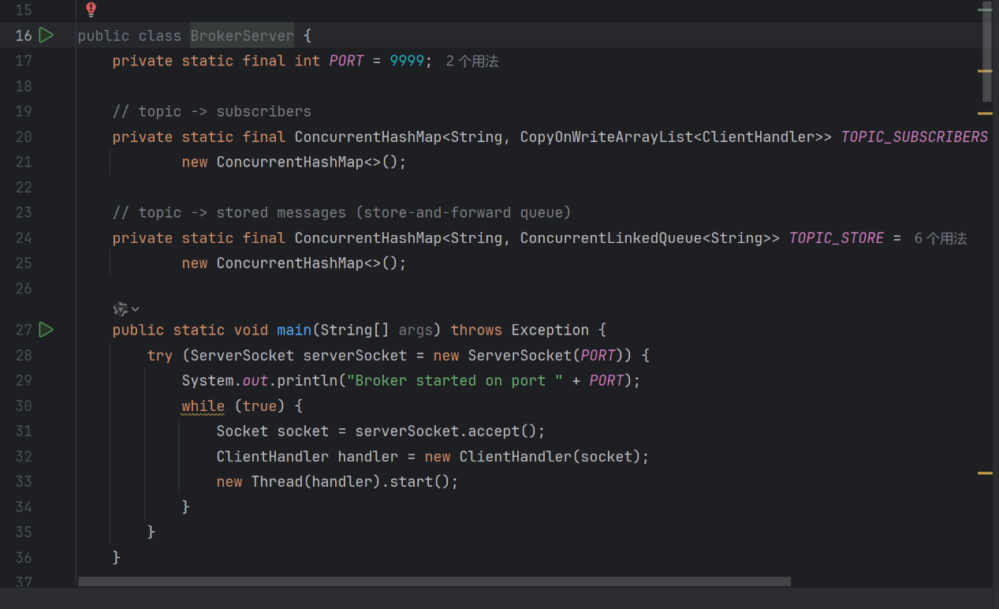 15
16 public class BrokerServer {
17 private static final int PORT = 9999; 2 个用法
18
19 // topic -> subscribers
20 private static final ConcurrentHashMap<String, CopyOnWriteArrayList<ClientHandler>> TOPIC_SUBSCRIBERS
21 new ConcurrentHashMap<>();
22
23 // topic -> stored messages (store-and-forward queue)
24 private static final ConcurrentHashMap<String, ConcurrentLinkedQueue<String>> TOPIC_STORE = 6 个用法
25 new ConcurrentHashMap<>();
26
27 public static void main(String[] args) throws Exception {
28 try (ServerSocket serverSocket = new ServerSocket(PORT)) {
29 System.out.println("Broker started on port " + PORT);
30 while (true) {
31 Socket socket = serverSocket.accept();
32 ClientHandler handler = new ClientHandler(socket);
33 new Thread(handler).start();
34 }
35 }
36 }
37